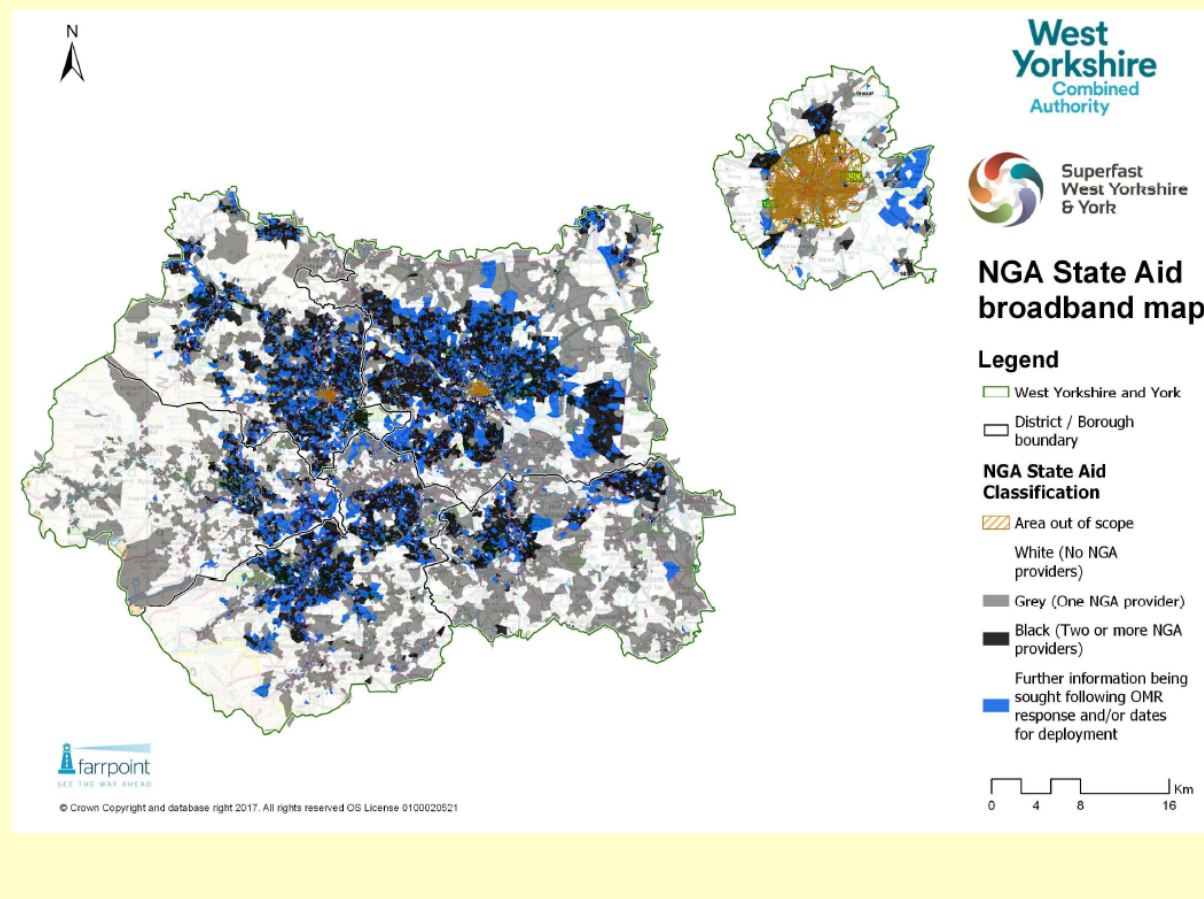 N
West
Yorkshire
Combined
Authority
Superfast
West Yorkshire
& York
NGA State Aid
broadband map
Legend
West Yorkshire and York
District / Borough
boundary
NGA State Aid
Classification
Area out of scope
White (No NGA
providers)
Grey (One NGA provider)
Black (Two or more NGA
providers)
Further information being
sought following OMR
response and/or dates
for deployment
Km
0 4 8 16
farrpoint
SEE THE WAY AHEAD
© Crown Copyright and database right 2017. All rights reserved OS License 0100020521